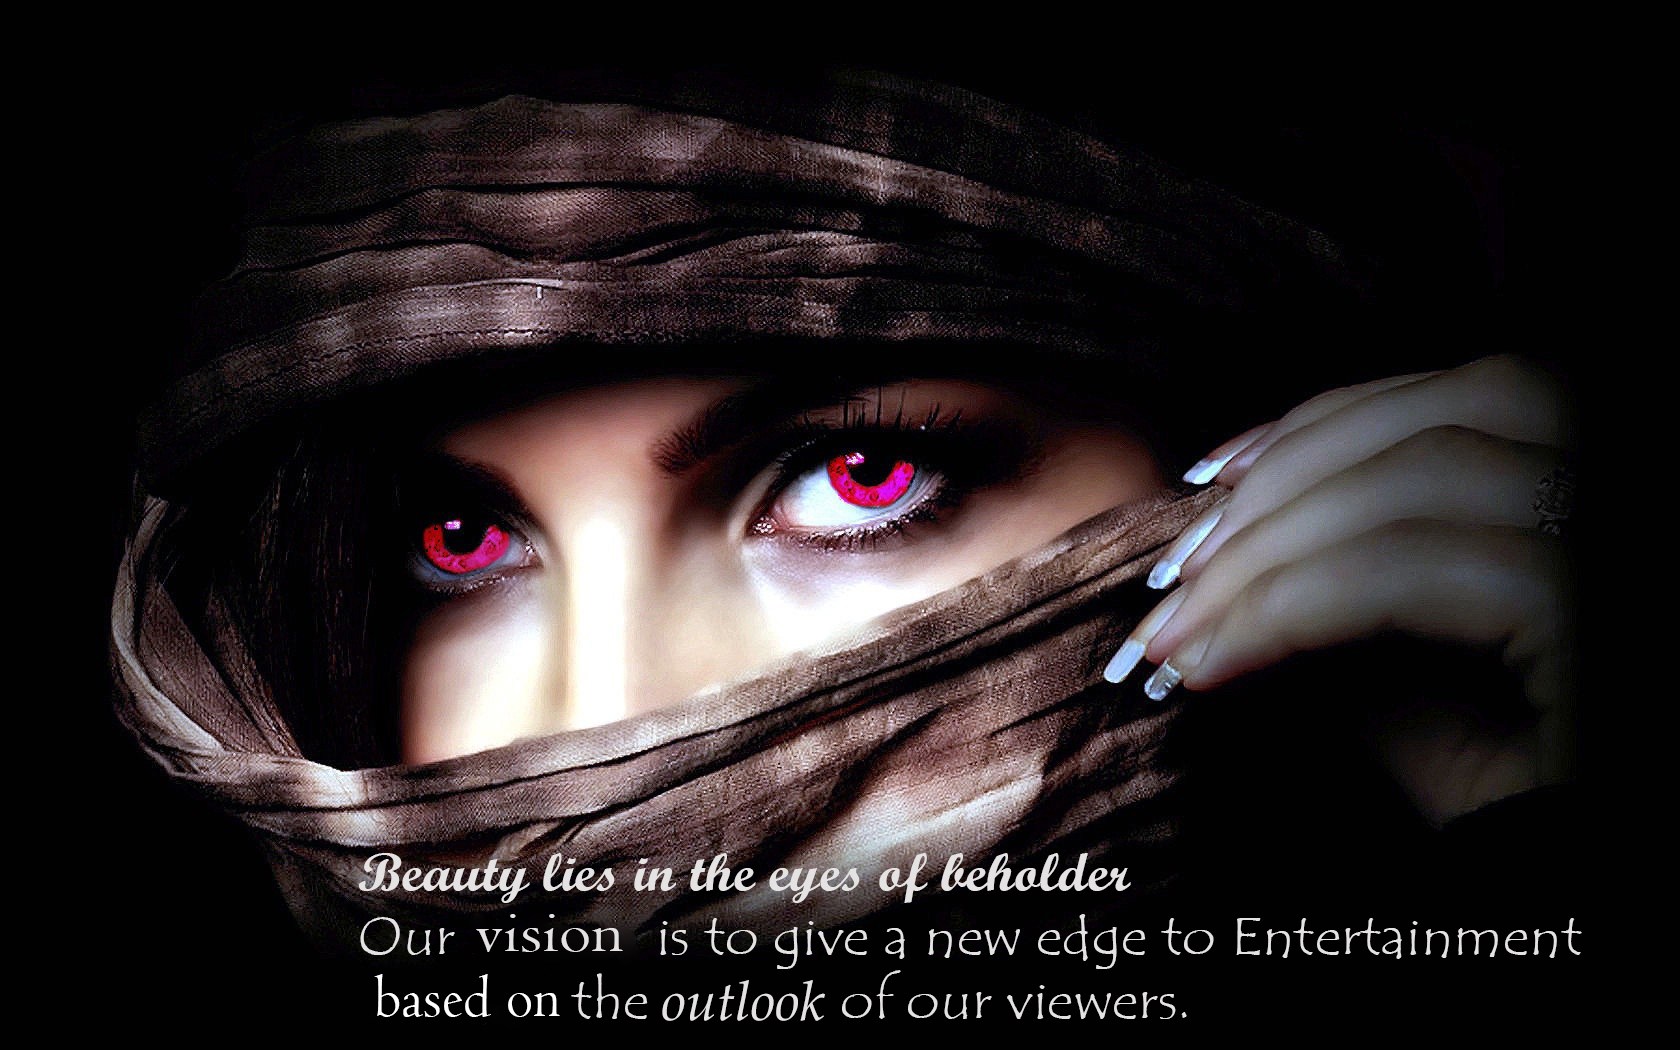 Beauty lies in the eyes of beholder
Our vision is to give a new edge to Entertainment
based on the outlook of our viewers.